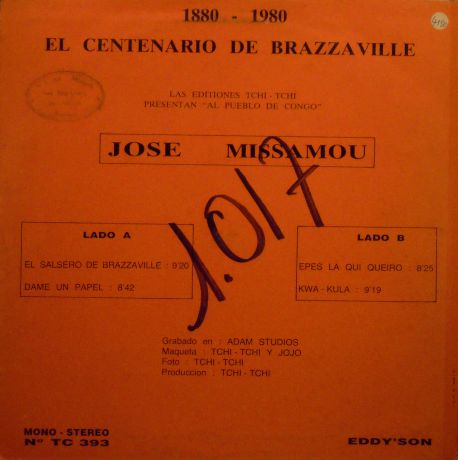 1880 - 1980
EL CENTENARIO DE BRAZZAVILLE
LAS EDITIONES TCHI - TCHI
PRESENTAN "AL PUEBLO DE CONGO"
JOSE MISSAMOU
1.017
LADO A
EL SALSERO DE BRAZZAVILLE : 9'20
DAME UN PAPEL : 8'42
LADO B
EPES LA QUI QUEIRO : 8'25
KWA - KULA : 9'19
Grabado en : ADAM STUDIOS
Maqueta : TCHI - TCHI Y JOJO
Foto : TCHI - TCHI
Produccion : TCHI - TCHI
MONO - STEREO
Nº TC 393
EDDY'SON